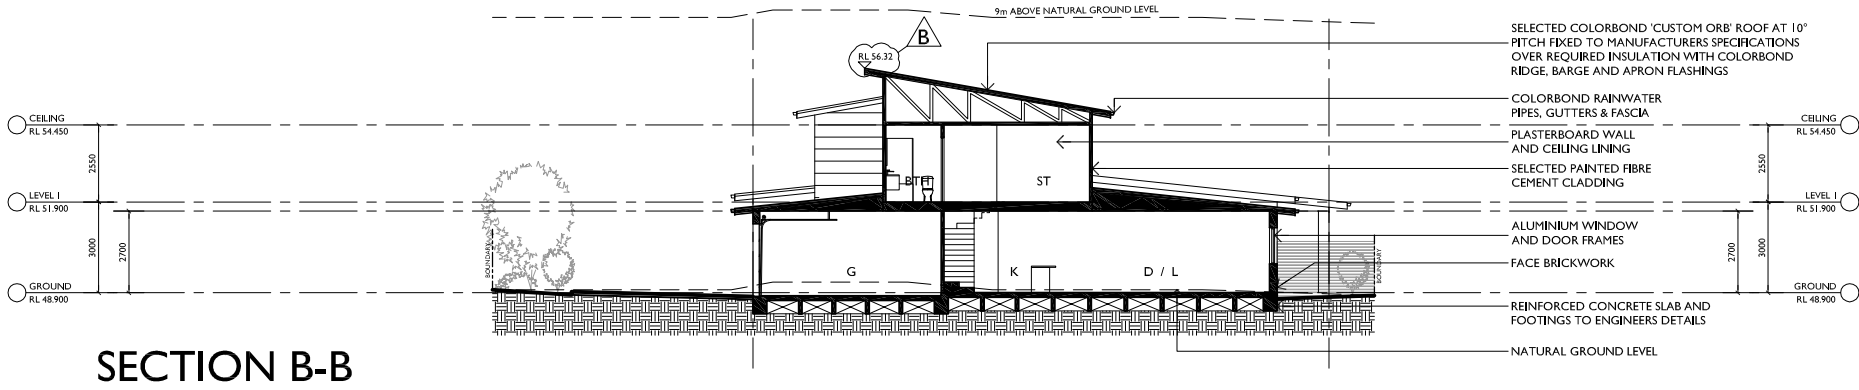 9m ABOVE NATURAL GROUND LEVEL
B
RL 56.32
SELECTED COLORBOND 'CUSTOM ORB' ROOF AT 10°
PITCH FIXED TO MANUFACTURERS SPECIFICATIONS
OVER REQUIRED INSULATION WITH COLORBOND
RIDGE, BARGE AND APRON FLASHINGS
COLORBOND RAINWATER
PIPES, GUTTERS & FASCIA
PLASTERBOARD WALL
AND CEILING LINING
SELECTED PAINTED FIBRE
CEMENT CLADDING
ALUMINIUM WINDOW
AND DOOR FRAMES
FACE BRICKWORK
REINFORCED CONCRETE SLAB AND
FOOTINGS TO ENGINEERS DETAILS
NATURAL GROUND LEVEL
CEILING
RL 54.450
2550
LEVEL 1
RL 51.900
3000
2700
GROUND
RL 48.900
BOUNDARY
BTH
ST
G
K
D / L
BOUNDARY
CEILING
RL 54.450
2550
LEVEL 1
RL 51.900
2700
3000
GROUND
RL 48.900
SECTION B-B